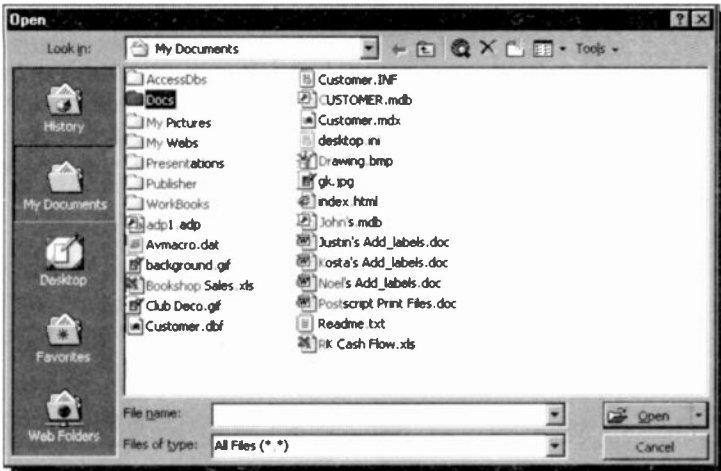 Open
Look in: My Documents Tools
History
My Documents
Desktop
Favorites
Web Folders
AccessDbs
Docs
My Pictures
My Webs
Presentations
Publisher
WorkBooks
adp1.adp
Avmacro.dat
background.gif
Bookshop Sales.xls
Club Deco.gif
Customer.dbf
Customer.INF
CUSTOMER.mdb
Customer.mdx
desktop.ini
Drawing.bmp
gk.jpg
index.html
John's.mdb
Justin's Add_labels.doc
Kosta's Add_labels.doc
Noel's Add_labels.doc
Postscript Print Files.doc
Readme.txt
RK Cash Flow.xls
File name: Open
Files of type: All Files (*.*) Cancel